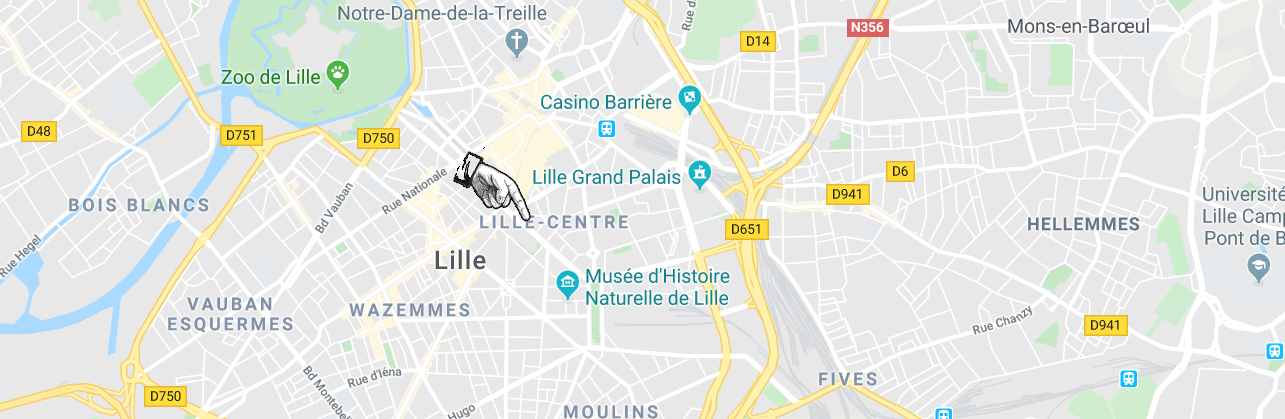 Notre-Dame-de-la-Treille
Rue d
N356
Mons-en-Barœul
D14
Zoo de Lille
Casino Barrière
D48
D751
D750
Lille Grand Palais
D6
Rue Nationale
D941
BOIS BLANCS
Bd Vauban
Université
Lille Camp
Pont de B
LILLE-CENTRE
HELLEMMES
D651
Rue Hegel
Lille
Musée d'Histoire
Naturelle de Lille
VAUBAN
ESQUERMES
WAZEMMES
Rue Chanzy
D941
Rue d'Iéna
Bd Montebel
FIVES
D750
Hugo
MOULINS